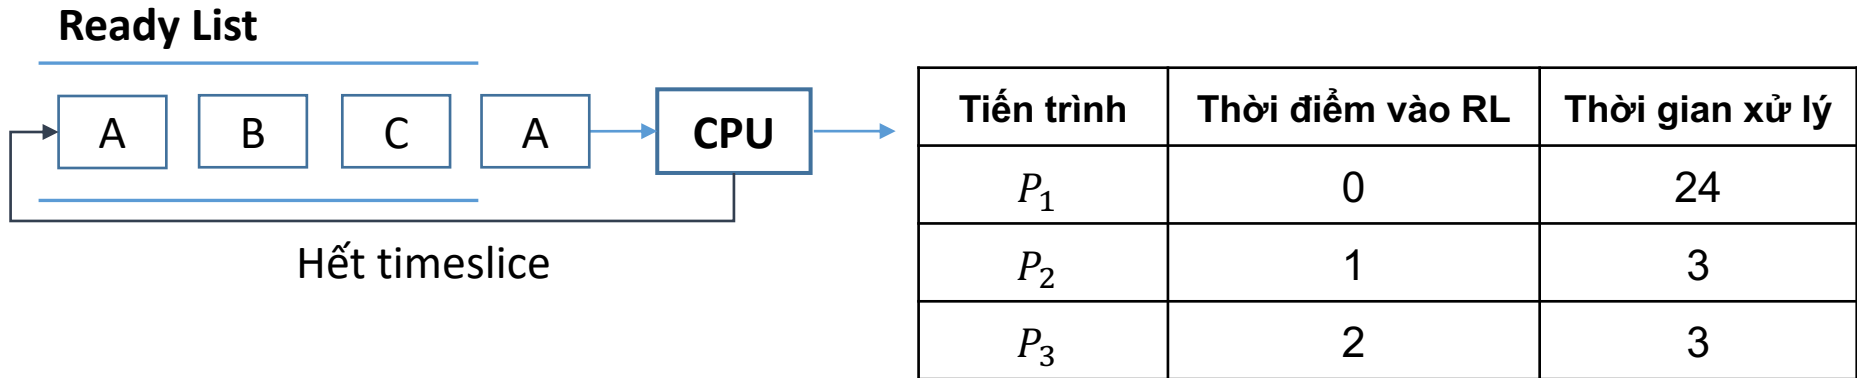 Ready List
A B C A CPU
Hết timeslice
Tiến trình Thời điểm vào RL Thời gian xử lý
P₁ 0 24
P₂ 1 3
P₃ 2 3